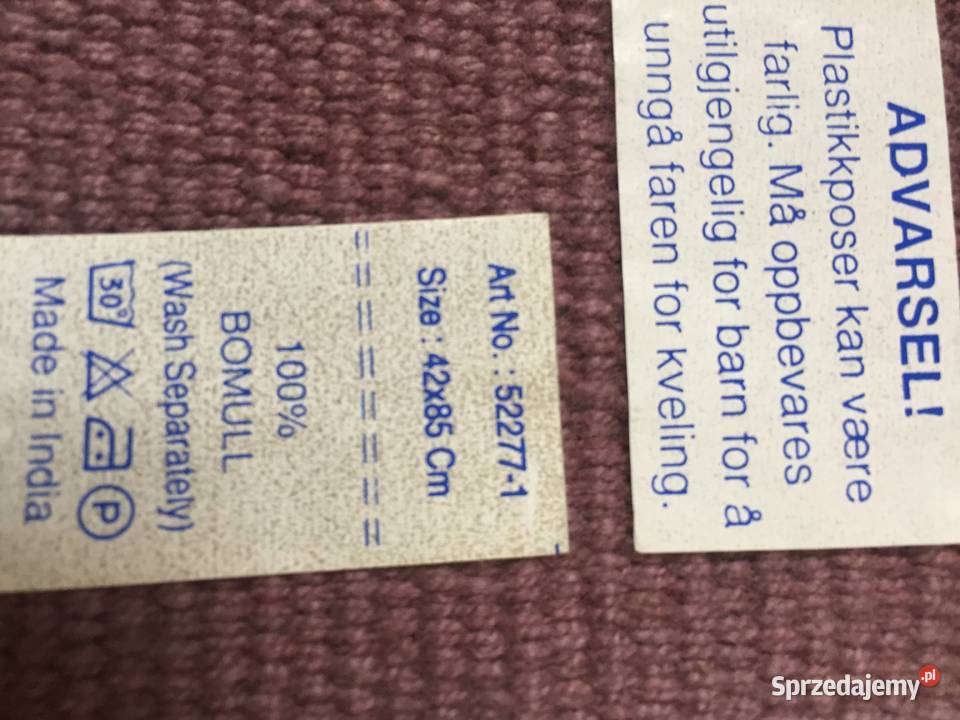 ADVARSEL!
Plastikkposer kan være
farlig. Må oppbevares
utilgjengelig for barn for å
unngå faren for kveling.
Art No. : 52277-1
Size : 42x85 Cm
==========
100%
BOMULL
(Wash Separately)
30°
P
Made in India
Sprzedajemy.pl